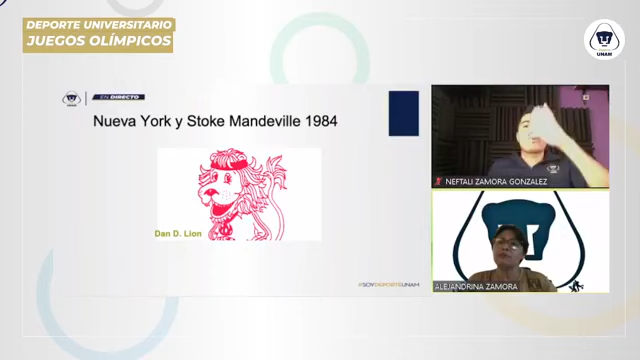 DEPORTE UNIVERSITARIO
JUEGOS OLÍMPICOS
UNAM
UNAM
EN DIRECTO
Nueva York y Stoke Mandeville 1984
Dan D. Lion
#SOYDEPORTEUNAM
NEFTALI ZAMORA GONZALEZ
ALEJANDRINA ZAMORA